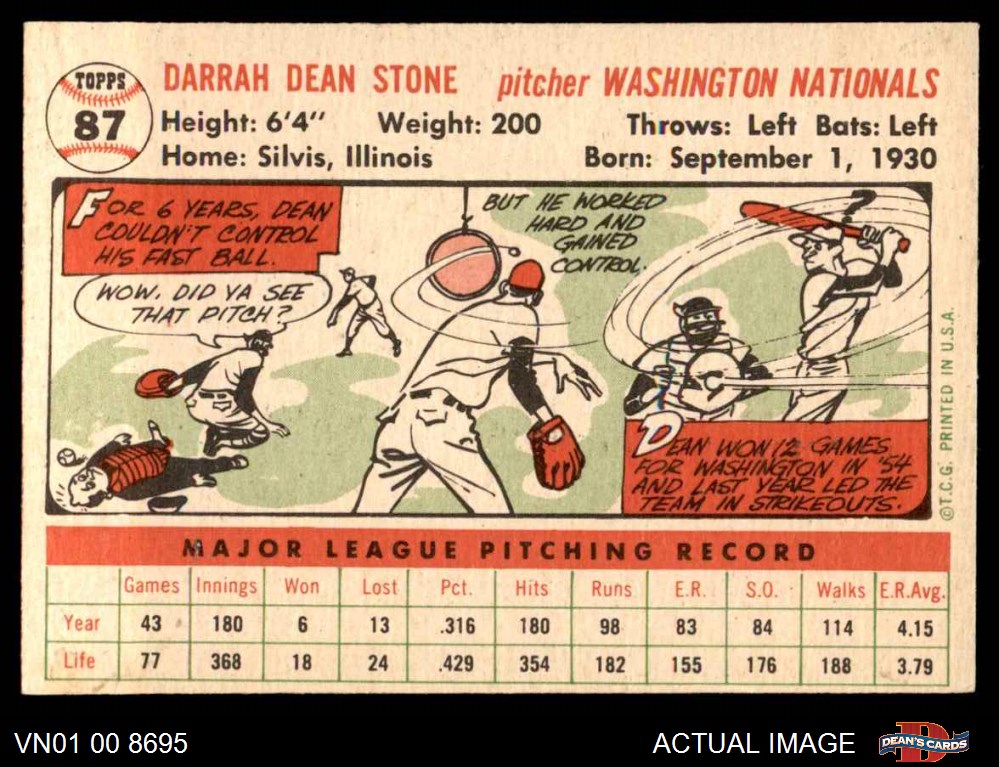 TOPPS
87
DARRAH DEAN STONE pitcher WASHINGTON NATIONALS
Height: 6'4" Weight: 200 Throws: Left Bats: Left
Home: Silvis, Illinois Born: September 1, 1930
FOR 6 YEARS, DEAN
COULDN'T CONTROL
HIS FAST BALL.
WOW, DID YA SEE
THAT PITCH?
BUT HE WORKED
HARD AND
GAINED
CONTROL.
?
DEAN WON 12 GAMES
FOR WASHINGTON IN '54
AND LAST YEAR LED THE
TEAM IN STRIKEOUTS.
©T.C.G. PRINTED IN U.S.A.
MAJOR LEAGUE PITCHING RECORD
Games Innings Won Lost Pct. Hits Runs E.R. S.O. Walks E.R.Avg.
Year 43 180 6 13 .316 180 98 83 84 114 4.15
Life 77 368 18 24 .429 354 182 155 176 188 3.79
VN01 00 8695 ACTUAL IMAGE DEAN'S CARDS